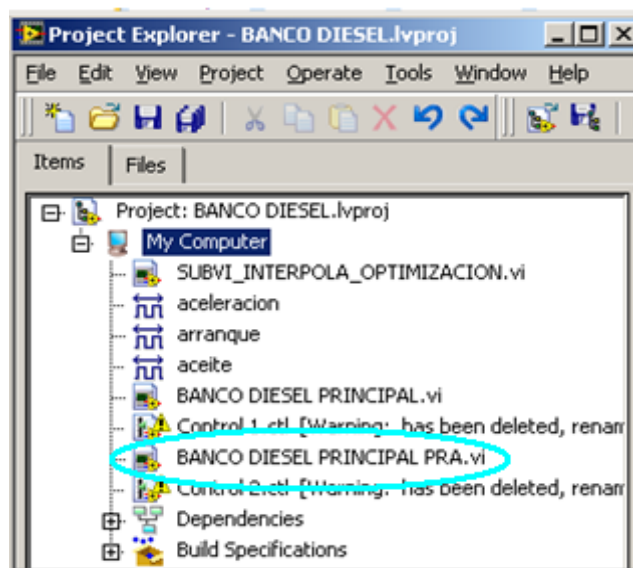 Project Explorer - BANCO DIESEL.lvproj
File Edit View Project Operate Tools Window Help
Items Files
Project: BANCO DIESEL.lvproj
My Computer
SUBVI_INTERPOLA_OPTIMIZACION.vi
aceleracion
arranque
aceite
BANCO DIESEL PRINCIPAL.vi
Control 1.ctl [Warning: has been deleted, renam
BANCO DIESEL PRINCIPAL PRA.vi
Control 2.ctl [Warning: has been deleted, renam
Dependencies
Build Specifications